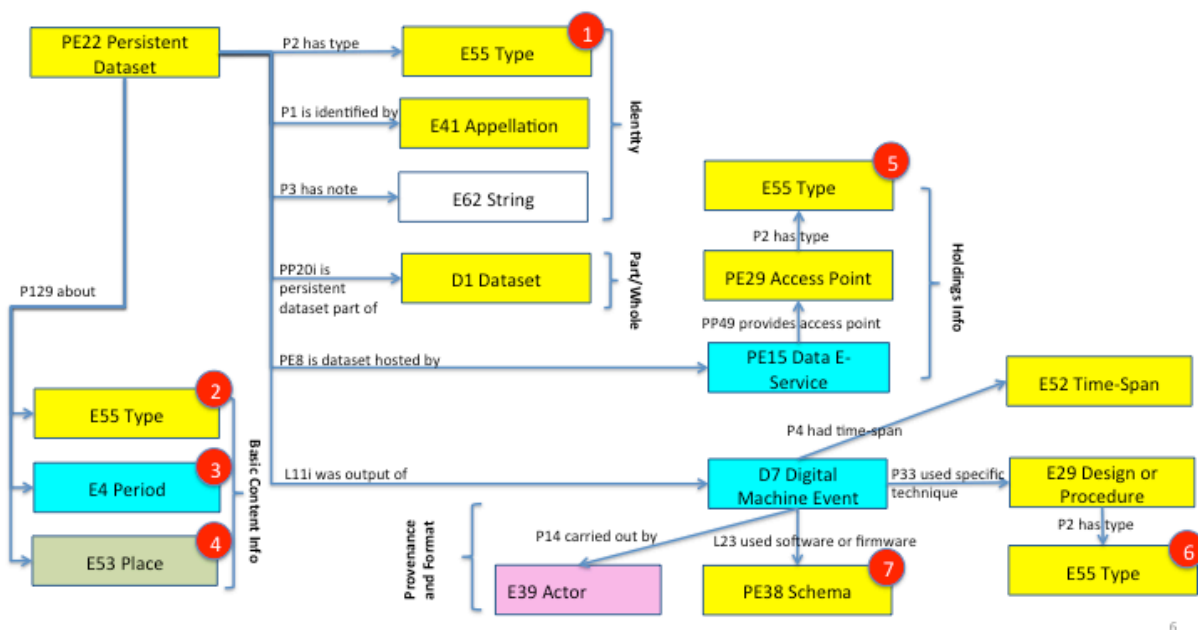 PE22 Persistent
Dataset
P2 has type
E55 Type
1
P1 is identified by
E41 Appellation
Identity
P3 has note
E62 String
5
E55 Type
P2 has type
PP20i is
persistent
dataset part of
D1 Dataset
Part/Whole
PE29 Access Point
Holdings Info
P129 about
PP49 provides access point
PE8 is dataset hosted by
PE15 Data E-
Service
E52 Time-Span
2
E55 Type
P4 had time-span
3
E4 Period
Basic Content Info
L11i was output of
D7 Digital
Machine Event
P33 used specific
technique
E29 Design or
Procedure
4
E53 Place
Provenance
and Format
P14 carried out by
L23 used software or firmware
P2 has type
E39 Actor
7
PE38 Schema
6
E55 Type
6